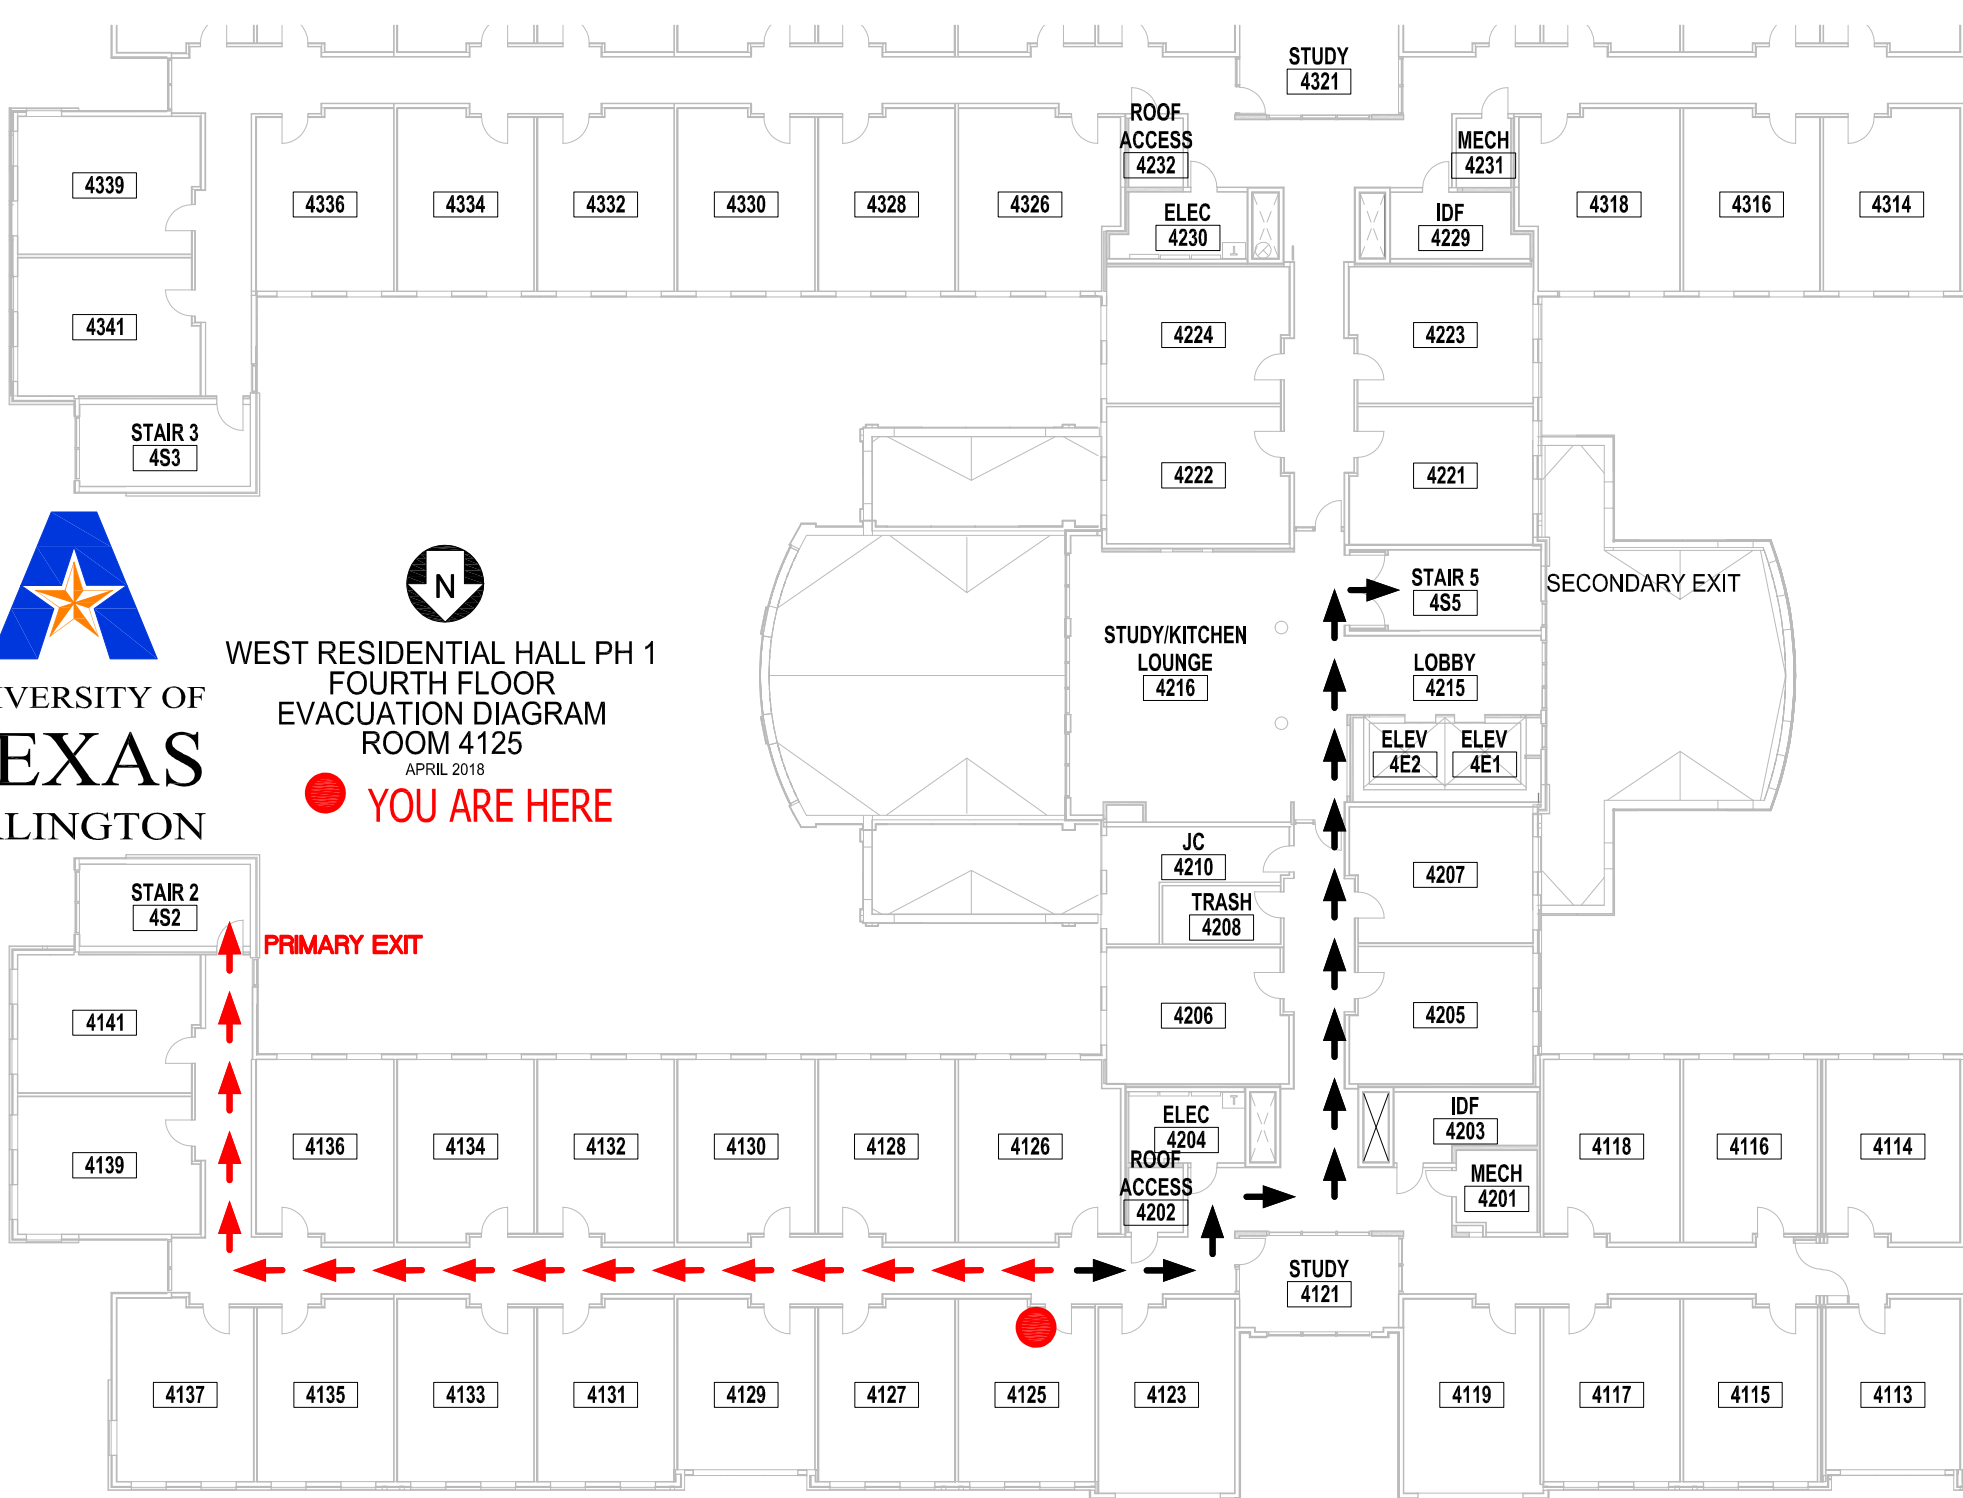 STUDY
4321
ROOF
ACCESS
4232
MECH
4231
4339
4336
4334
4332
4330
4328
4326
ELEC
4230
IDF
4229
4318
4316
4314
4341
4224
4223
STAIR 3
4S3
4222
4221
N
WEST RESIDENTIAL HALL PH 1
FOURTH FLOOR
EVACUATION DIAGRAM
ROOM 4125
APRIL 2018
YOU ARE HERE
IVERSITY OF
EXAS
RLINGTON
STAIR 5
4S5
SECONDARY EXIT
STUDY/KITCHEN
LOUNGE
4216
LOBBY
4215
ELEV
4E2
ELEV
4E1
JC
4210
4207
TRASH
4208
STAIR 2
4S2
PRIMARY EXIT
4141
4206
4205
4139
4136
4134
4132
4130
4128
4126
ELEC
4204
ROOF
ACCESS
4202
IDF
4203
MECH
4201
4118
4116
4114
STUDY
4121
4137
4135
4133
4131
4129
4127
4125
4123
4119
4117
4115
4113